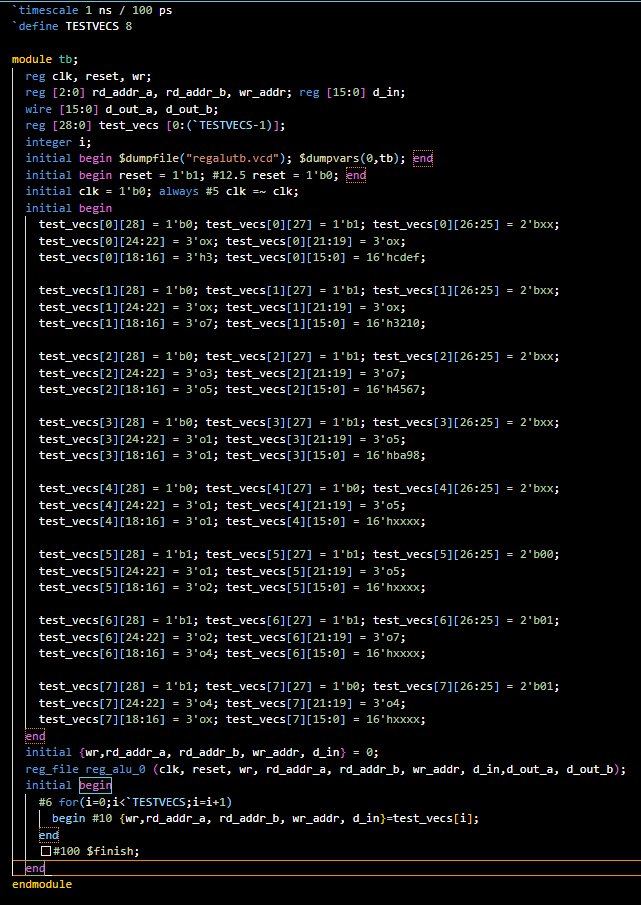 `timescale 1 ns / 100 ps
`define TESTVECS 8
module tb;
reg clk, reset, wr;
reg [2:0] rd_addr_a, rd_addr_b, wr_addr; reg [15:0] d_in;
wire [15:0] d_out_a, d_out_b;
reg [28:0] test_vecs [0:(`TESTVECS-1)];
integer i;
initial begin $dumpfile("regalutb.vcd"); $dumpvars(0,tb); end
initial begin reset = 1'b1; #12.5 reset = 1'b0; end
initial clk = 1'b0; always #5 clk =~ clk;
initial begin
test_vecs[0][28] = 1'b0; test_vecs[0][27] = 1'b1; test_vecs[0][26:25] = 2'bxx;
test_vecs[0][24:22] = 3'ox; test_vecs[0][21:19] = 3'ox;
test_vecs[0][18:16] = 3'h3; test_vecs[0][15:0] = 16'hcdef;
test_vecs[1][28] = 1'b0; test_vecs[1][27] = 1'b1; test_vecs[1][26:25] = 2'bxx;
test_vecs[1][24:22] = 3'ox; test_vecs[1][21:19] = 3'ox;
test_vecs[1][18:16] = 3'o7; test_vecs[1][15:0] = 16'h3210;
test_vecs[2][28] = 1'b0; test_vecs[2][27] = 1'b1; test_vecs[2][26:25] = 2'bxx;
test_vecs[2][24:22] = 3'o3; test_vecs[2][21:19] = 3'o7;
test_vecs[2][18:16] = 3'o5; test_vecs[2][15:0] = 16'h4567;
test_vecs[3][28] = 1'b0; test_vecs[3][27] = 1'b1; test_vecs[3][26:25] = 2'bxx;
test_vecs[3][24:22] = 3'o1; test_vecs[3][21:19] = 3'o5;
test_vecs[3][18:16] = 3'o1; test_vecs[3][15:0] = 16'hba98;
test_vecs[4][28] = 1'b0; test_vecs[4][27] = 1'b0; test_vecs[4][26:25] = 2'bxx;
test_vecs[4][24:22] = 3'o1; test_vecs[4][21:19] = 3'o5;
test_vecs[4][18:16] = 3'o1; test_vecs[4][15:0] = 16'hxxxx;
test_vecs[5][28] = 1'b1; test_vecs[5][27] = 1'b1; test_vecs[5][26:25] = 2'b00;
test_vecs[5][24:22] = 3'o1; test_vecs[5][21:19] = 3'o5;
test_vecs[5][18:16] = 3'o2; test_vecs[5][15:0] = 16'hxxxx;
test_vecs[6][28] = 1'b1; test_vecs[6][27] = 1'b1; test_vecs[6][26:25] = 2'b01;
test_vecs[6][24:22] = 3'o2; test_vecs[6][21:19] = 3'o7;
test_vecs[6][18:16] = 3'o4; test_vecs[6][15:0] = 16'hxxxx;
test_vecs[7][28] = 1'b1; test_vecs[7][27] = 1'b0; test_vecs[7][26:25] = 2'b01;
test_vecs[7][24:22] = 3'o4; test_vecs[7][21:19] = 3'o4;
test_vecs[7][18:16] = 3'ox; test_vecs[7][15:0] = 16'hxxxx;
end
initial {wr,rd_addr_a, rd_addr_b, wr_addr, d_in} = 0;
reg_file reg_alu_0 (clk, reset, wr, rd_addr_a, rd_addr_b, wr_addr, d_in,d_out_a, d_out_b);
initial begin
#6 for(i=0;i<`TESTVECS;i=i+1)
begin #10 {wr,rd_addr_a, rd_addr_b, wr_addr, d_in}=test_vecs[i];
end
#100 $finish;
end
endmodule